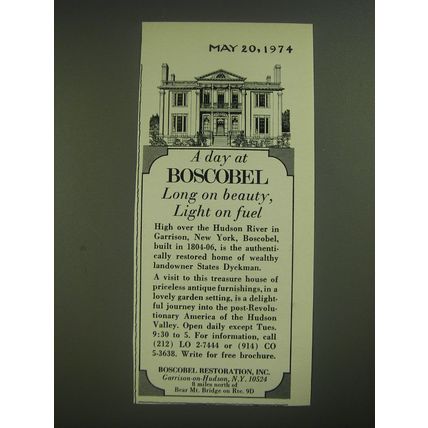 MAY 20, 1974
A day at
BOSCOBEL
Long on beauty,
Light on fuel
High over the Hudson River in
Garrison, New York, Boscobel,
built in 1804-06, is the authenti-
cally restored home of wealthy
landowner States Dyckman.
A visit to this treasure house of
priceless antique furnishings, in a
lovely garden setting, is a delight-
ful journey into the post-Revolu-
tionary America of the Hudson
Valley. Open daily except Tues.
9:30 to 5. For information, call
(212) LO 2-7444 or (914) CO
5-3638. Write for free brochure.
BOSCOBEL RESTORATION, INC.
Garrison-on-Hudson, N.Y. 10524
8 miles north of
Bear Mt. Bridge on Rte. 9D